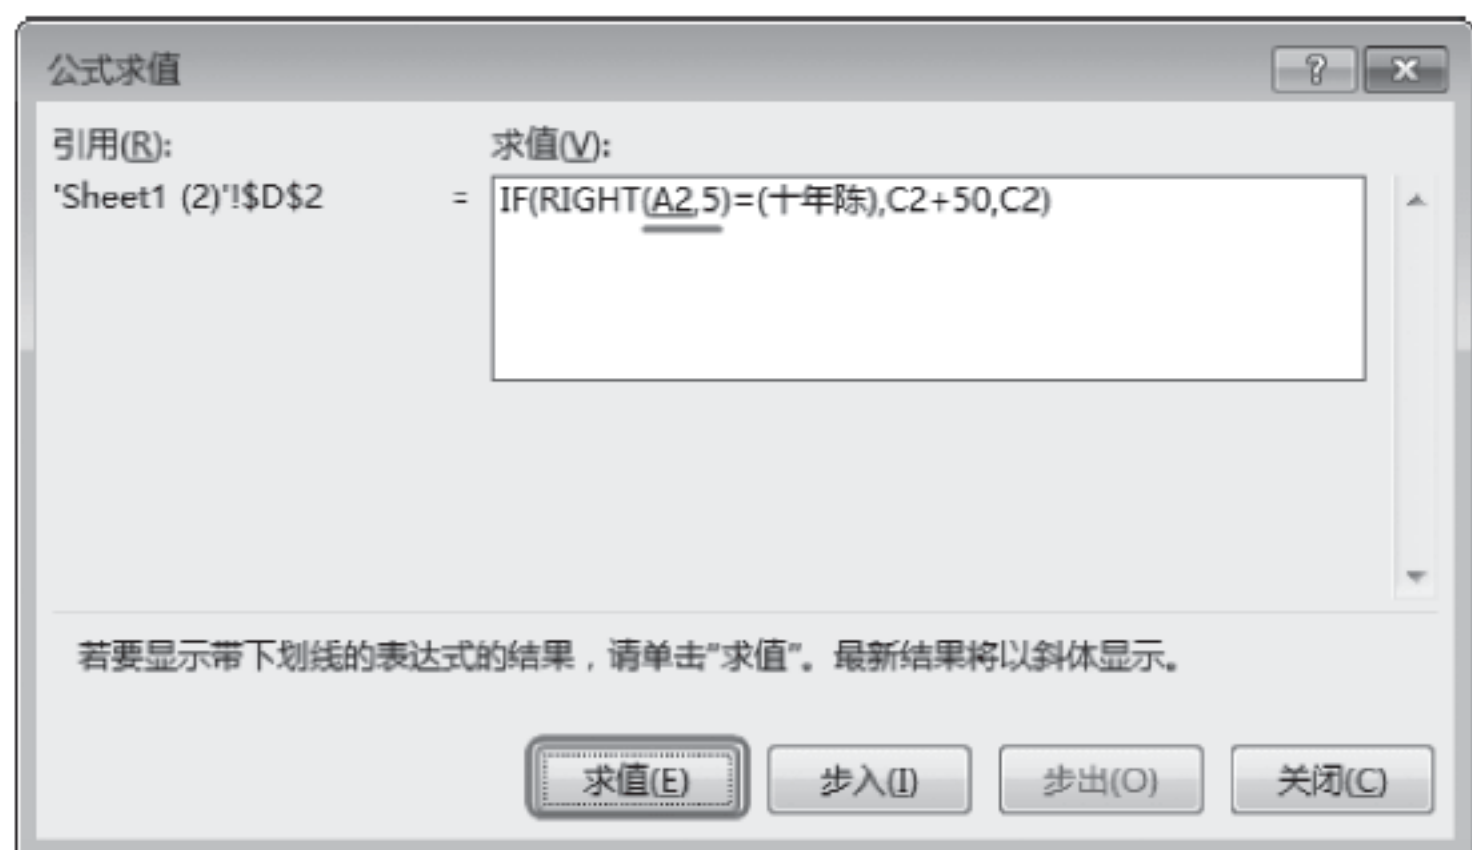 公式求值
引用(R):
求值(V):
'Sheet1 (2)'!$D$2
=
IF(RIGHT(A2,5)=(十年陈),C2+50,C2)
若要显示带下划线的表达式的结果，请单击"求值"。最新结果将以斜体显示。
求值(E)
步入(I)
步出(O)
关闭(C)